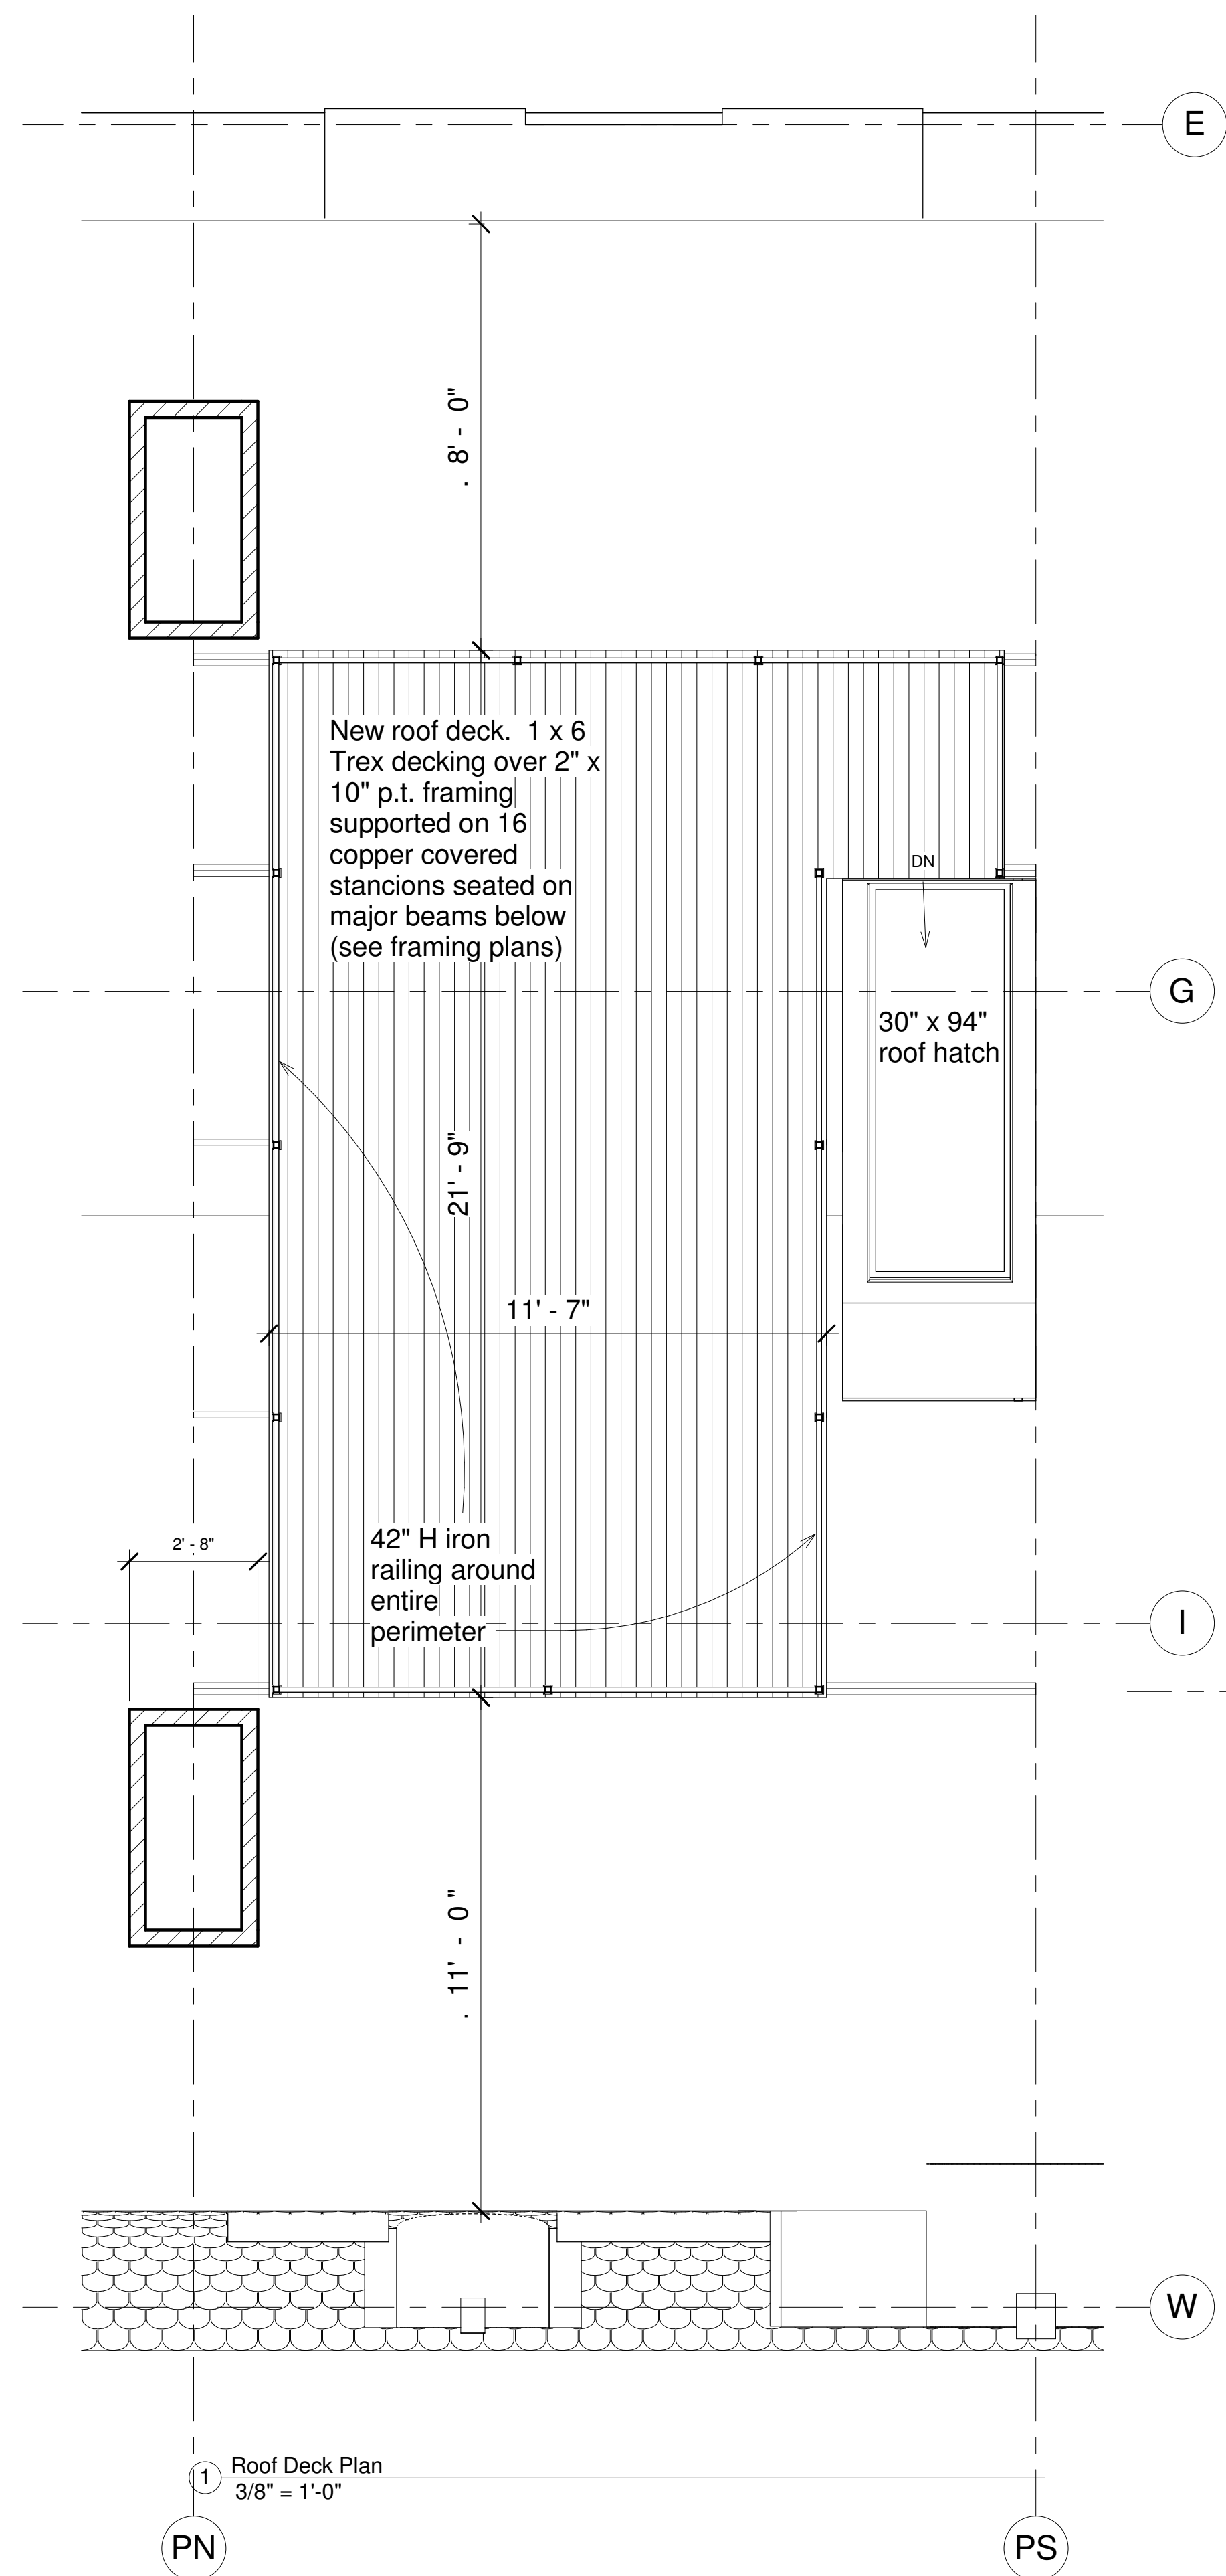 E
. 8' - 0"
New roof deck. 1 x 6
Trex decking over 2" x
10" p.t. framing
supported on 16
copper covered
stancions seated on
major beams below
(see framing plans)
DN
G
30" x 94"
roof hatch
21' - 9"
11' - 7"
2' - 8"
42" H iron
railing around
entire
perimeter
I
. 11' - 0"
W
1
Roof Deck Plan
3/8" = 1'-0"
PN
PS